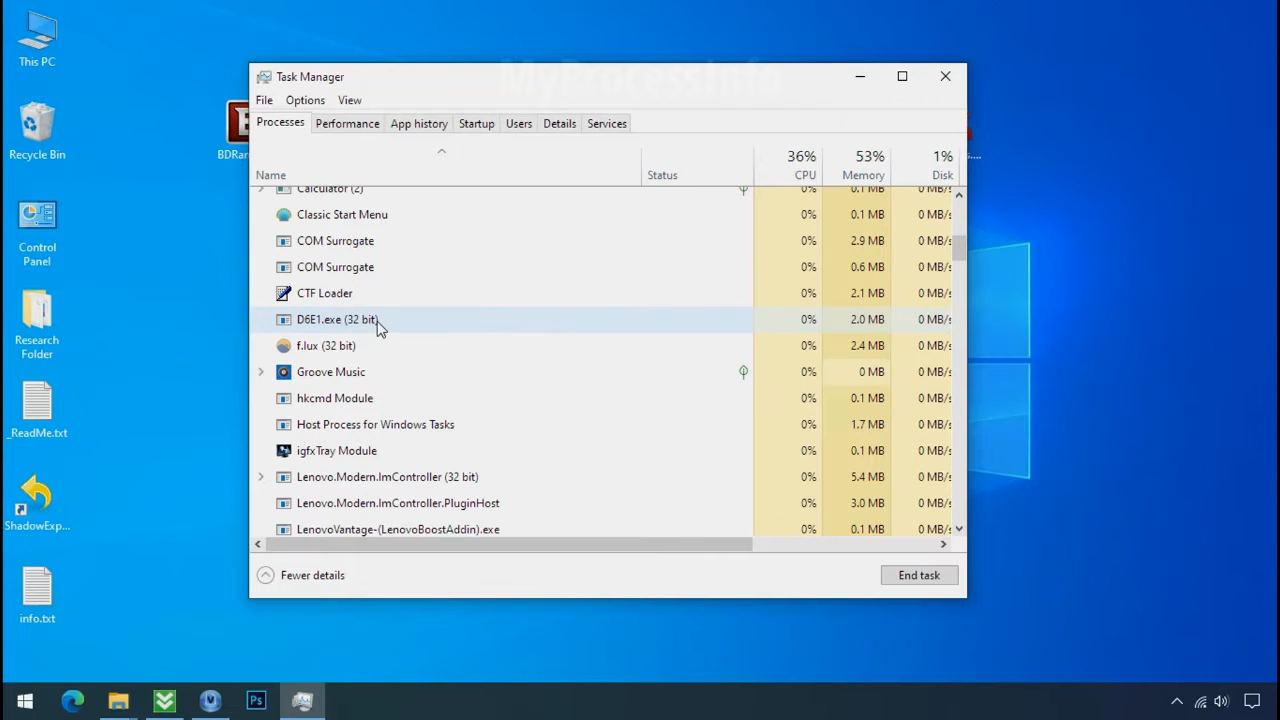 This PC
Recycle Bin
Control
Panel
Research
Folder
_ReadMe.txt
ShadowExp...
info.txt
BDRan
Task Manager
MyProcessInfo
File
Options
View
Processes
Performance
App history
Startup
Users
Details
Services
36%
53%
1%
Name
Status
CPU
Memory
Disk
Calculator (2) 0% 0.1 MB 0 MB/s
Classic Start Menu 0% 0.1 MB 0 MB/s
COM Surrogate 0% 2.9 MB 0 MB/s
COM Surrogate 0% 0.6 MB 0 MB/s
CTF Loader 0% 2.1 MB 0 MB/s
D6E1.exe (32 bit) 0% 2.0 MB 0 MB/s
f.lux (32 bit) 0% 2.4 MB 0 MB/s
Groove Music 0% 0 MB 0 MB/s
hkcmd Module 0% 0.1 MB 0 MB/s
Host Process for Windows Tasks 0% 1.7 MB 0 MB/s
igfxTray Module 0% 0.1 MB 0 MB/s
Lenovo.Modern.ImController (32 bit) 0% 5.4 MB 0 MB/s
Lenovo.Modern.ImController.PluginHost 0% 3.0 MB 0 MB/s
LenovoVantage-(LenovoBoostAddin).exe 0% 0.1 MB 0 MB/s
Fewer details
End task
Ps